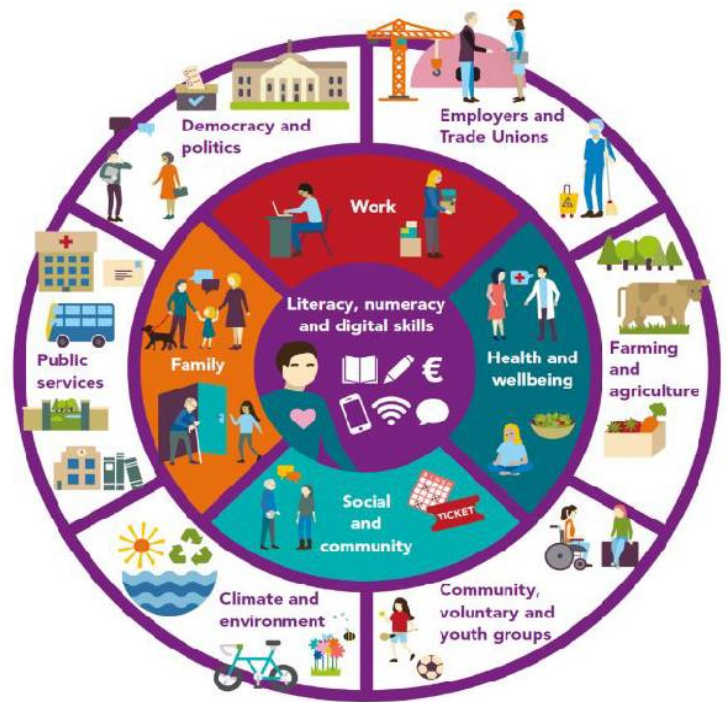 Democracy and
politics
Employers and
Trade Unions
Work
Literacy, numeracy
and digital skills
€
Family
Health and
wellbeing
Public
services
Farming
and
agriculture
Social
and
community
BINGO
TICKET
Climate and
environment
Community,
voluntary and
youth groups